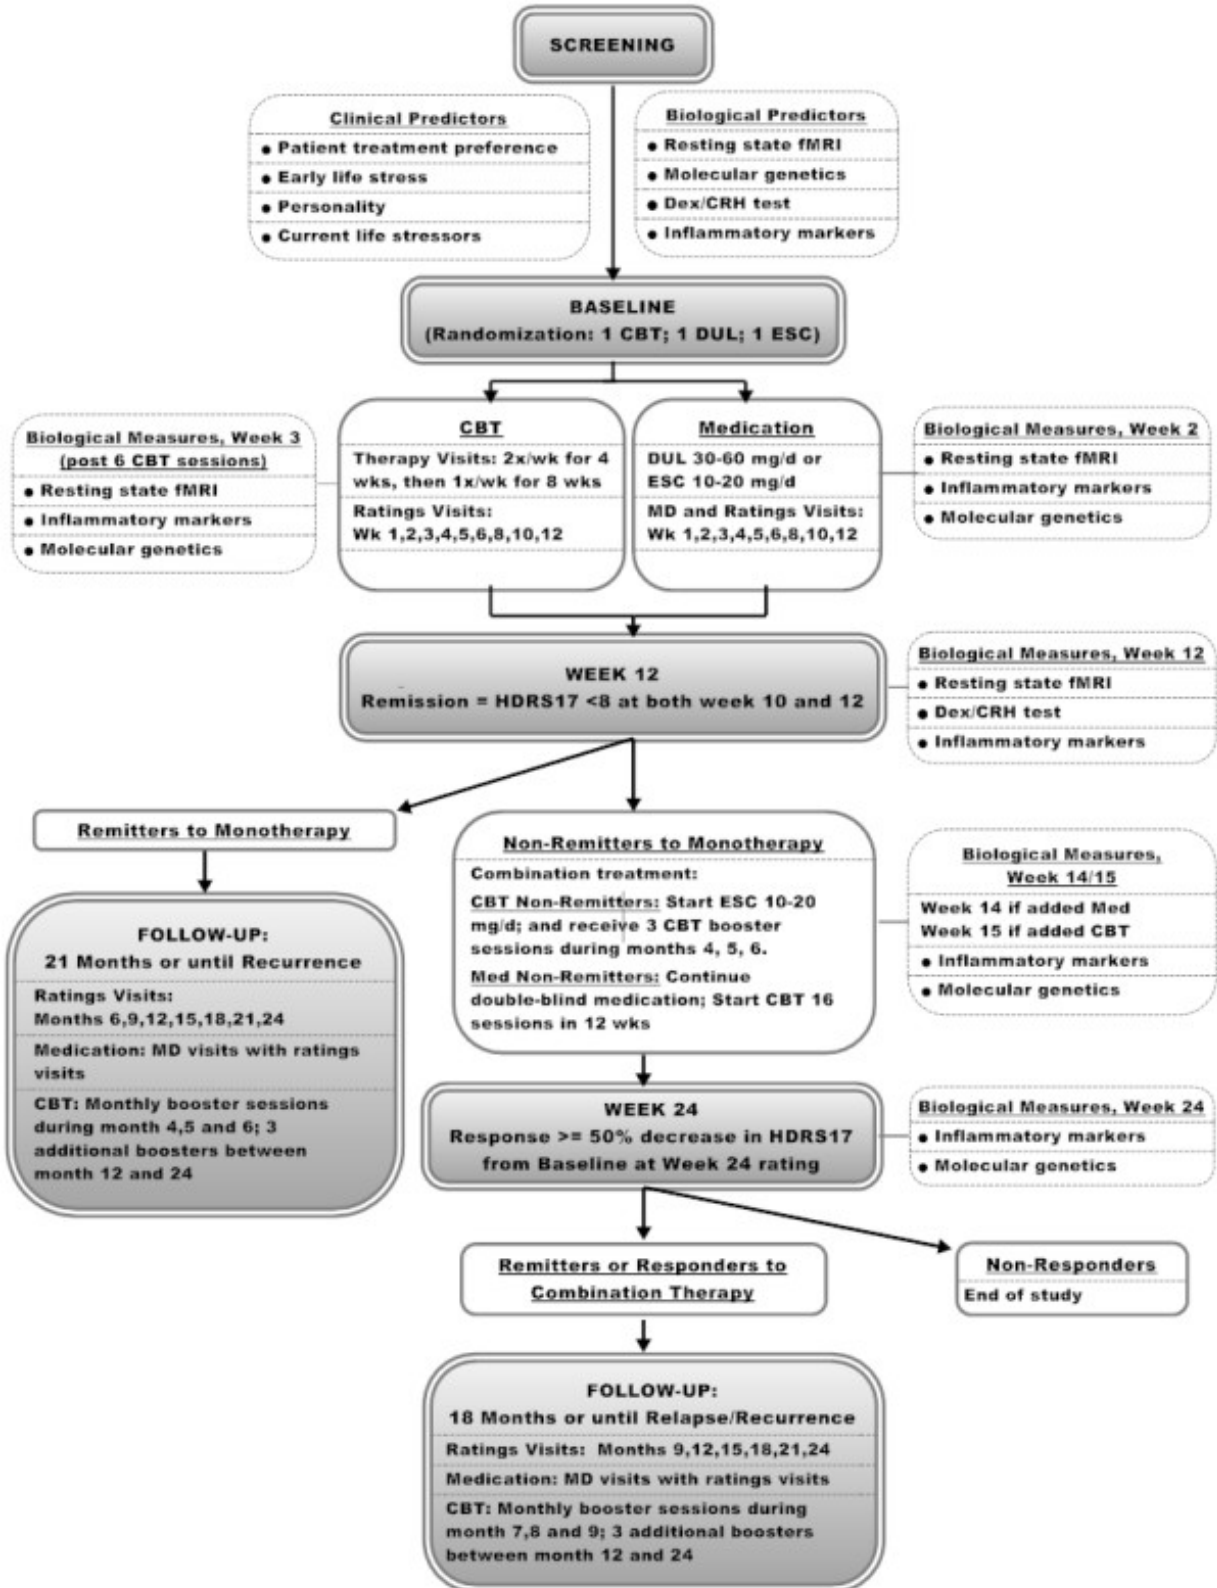 SCREENING
Clinical Predictors
● Patient treatment preference
● Early life stress
● Personality
● Current life stressors
Biological Predictors
● Resting state fMRI
● Molecular genetics
● Dex/CRH test
● Inflammatory markers
BASELINE
(Randomization: 1 CBT; 1 DUL; 1 ESC)
Biological Measures, Week 3
(post 6 CBT sessions)
● Resting state fMRI
● Inflammatory markers
● Molecular genetics
CBT
Therapy Visits: 2x/wk for 4
wks, then 1x/wk for 8 wks
Ratings Visits:
Wk 1,2,3,4,5,6,8,10,12
Medication
DUL 30-60 mg/d or
ESC 10-20 mg/d
MD and Ratings Visits:
Wk 1,2,3,4,5,6,8,10,12
Biological Measures, Week 2
● Resting state fMRI
● Inflammatory markers
● Molecular genetics
WEEK 12
Remission = HDRS17 <8 at both week 10 and 12
Biological Measures, Week 12
● Resting state fMRI
● Dex/CRH test
● Inflammatory markers
Remitters to Monotherapy
FOLLOW-UP:
21 Months or until Recurrence
Ratings Visits:
Months 6,9,12,15,18,21,24
Medication: MD visits with ratings
visits
CBT: Monthly booster sessions
during month 4,5 and 6; 3
additional boosters between
month 12 and 24
Non-Remitters to Monotherapy
Combination treatment:
CBT Non-Remitters: Start ESC 10-20
mg/d; and receive 3 CBT booster
sessions during months 4, 5, 6.
Med Non-Remitters: Continue
double-blind medication; Start CBT 16
sessions in 12 wks
Biological Measures,
Week 14/15
Week 14 if added Med
Week 15 if added CBT
● Inflammatory markers
● Molecular genetics
WEEK 24
Response >= 50% decrease in HDRS17
from Baseline at Week 24 rating
Biological Measures, Week 24
● Inflammatory markers
● Molecular genetics
Remitters or Responders to
Combination Therapy
Non-Responders
End of study
FOLLOW-UP:
18 Months or until Relapse/Recurrence
Ratings Visits: Months 9,12,15,18,21,24
Medication: MD visits with ratings visits
CBT: Monthly booster sessions during
month 7,8 and 9; 3 additional boosters
between month 12 and 24